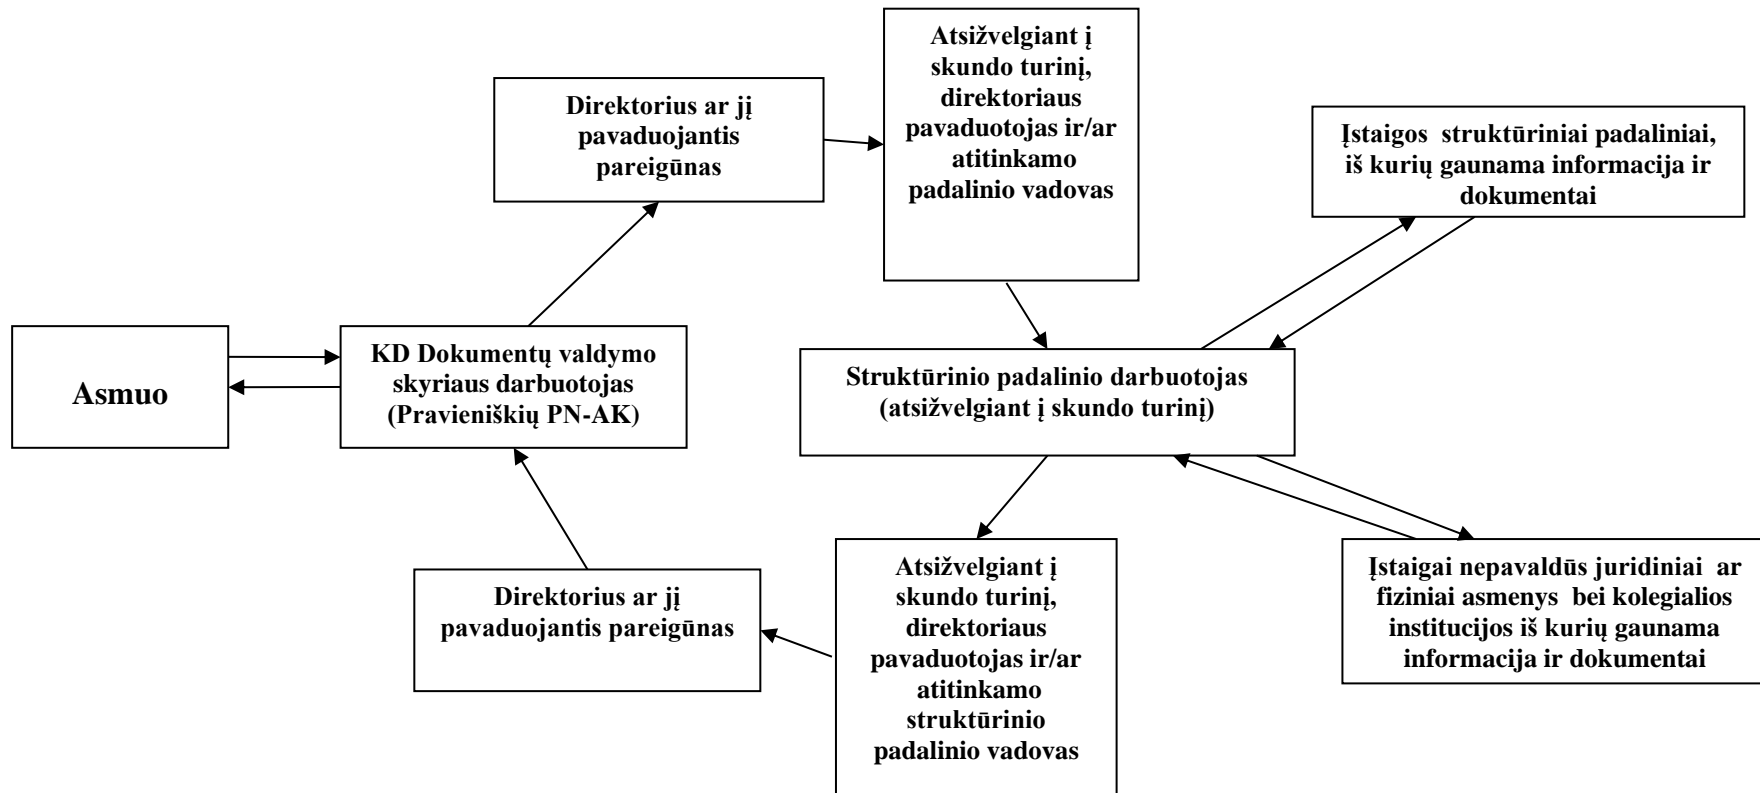 Atsižvelgiant į
skundo turinį,
direktoriaus
pavaduotojas ir/ar
atitinkamo
padalinio vadovas
Direktorius ar jį
pavaduojantis
pareigūnas
Įstaigos struktūriniai padaliniai,
iš kurių gaunama informacija ir
dokumentai
Asmuo
KD Dokumentų valdymo
skyriaus darbuotojas
(Pravieniškių PN-AK)
Struktūrinio padalinio darbuotojas
(atsižvelgiant į skundo turinį)
Direktorius ar jį
pavaduojantis pareigūnas
Atsižvelgiant į
skundo turinį,
direktoriaus
pavaduotojas ir/ar
atitinkamo
struktūrinio
padalinio vadovas
Įstaigai nepavaldūs juridiniai ar
fiziniai asmenys bei kolegialios
institucijos iš kurių gaunama
informacija ir dokumentai